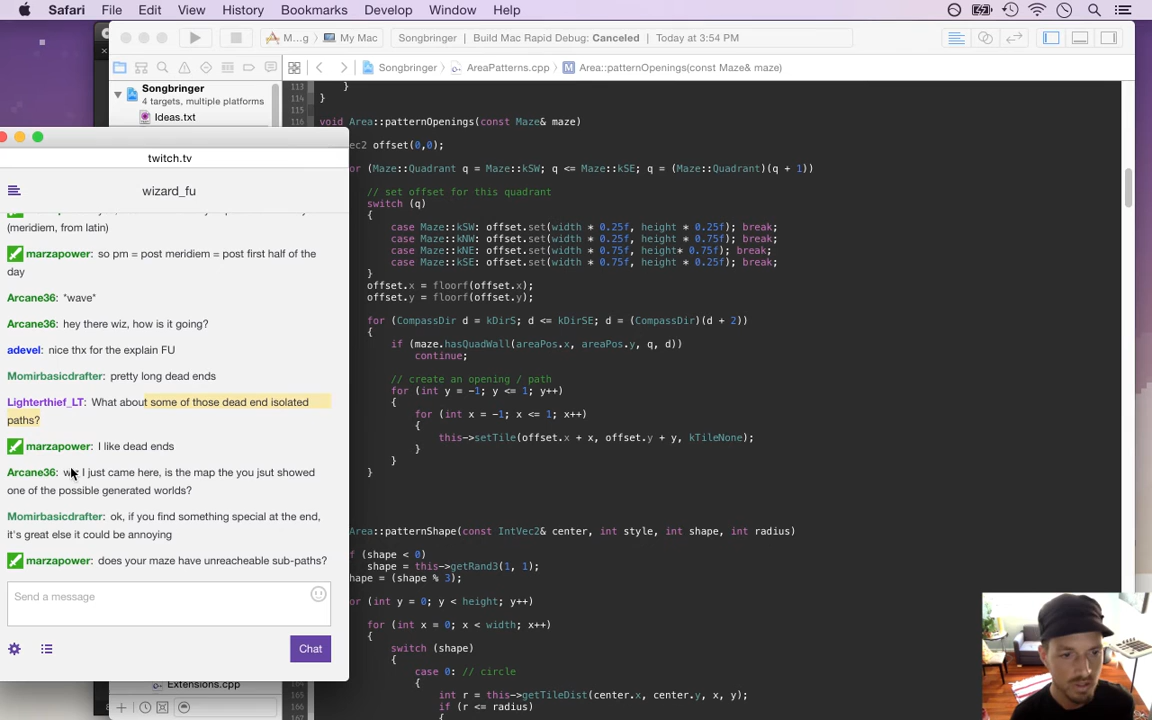 Safari File Edit View History Bookmarks Develop Window Help
M...g My Mac
Songbringer Build Mac Rapid Debug: Canceled Today at 3:54 PM
Songbringer AreaPatterns.cpp M Area::patternOpenings(const Maze& maze)
Songbringer
4 targets, multiple platforms
Ideas.txt
twitch.tv
wizard_fu
(meridiem, from latin)
marzapower: so pm = post meridiem = post first half of the
day
Arcane36: "wave"
Arcane36: hey there wiz, how is it going?
adevel: nice thx for the explain FU
Momirbasicdrafter: pretty long dead ends
Lighterthief_LT: What about some of those dead end isolated
paths?
marzapower: I like dead ends
Arcane36: I just came here, is the map the you jsut showed
one of the possible generated worlds?
Momirbasicdrafter: ok, if you find something special at the end,
it's great else it could be annoying
marzapower: does your maze have unreacheable sub-paths?
Send a message
Chat
Extensions.cpp
113 }
114 }
115
void Area::patternOpenings(const Maze& maze)
ec2 offset(0,0);
or (Maze::Quadrant q = Maze::kSW; q <= Maze::kSE; q = (Maze::Quadrant)(q + 1))
// set offset for this quadrant
switch (q)
{
case Maze::kSW: offset.set(width * 0.25f, height * 0.25f); break;
case Maze::kNW: offset.set(width * 0.25f, height * 0.75f); break;
case Maze::kNE: offset.set(width * 0.75f, height* 0.75f); break;
case Maze::kSE: offset.set(width * 0.75f, height * 0.25f); break;
}
offset.x = floorf(offset.x);
offset.y = floorf(offset.y);
for (CompassDir d = kDirS; d <= kDirSE; d = (CompassDir)(d + 2))
{
if (maze.hasQuadWall(areaPos.x, areaPos.y, q, d))
continue;
// create an opening / path
for (int y = -1; y <= 1; y++)
{
for (int x = -1; x <= 1; x++)
{
this->setTile(offset.x + x, offset.y + y, kTileNone);
}
}
}
Area::patternShape(const IntVec2& center, int style, int shape, int radius)
f (shape < 0)
shape = this->getRand3(1, 1);
hape = (shape % 3);
or (int y = 0; y < height; y++)
for (int x = 0; x < width; x++)
{
switch (shape)
{
case 0: // circle
{
int r = this->getTileDist(center.x, center.y, x, y);
if (r <= radius)